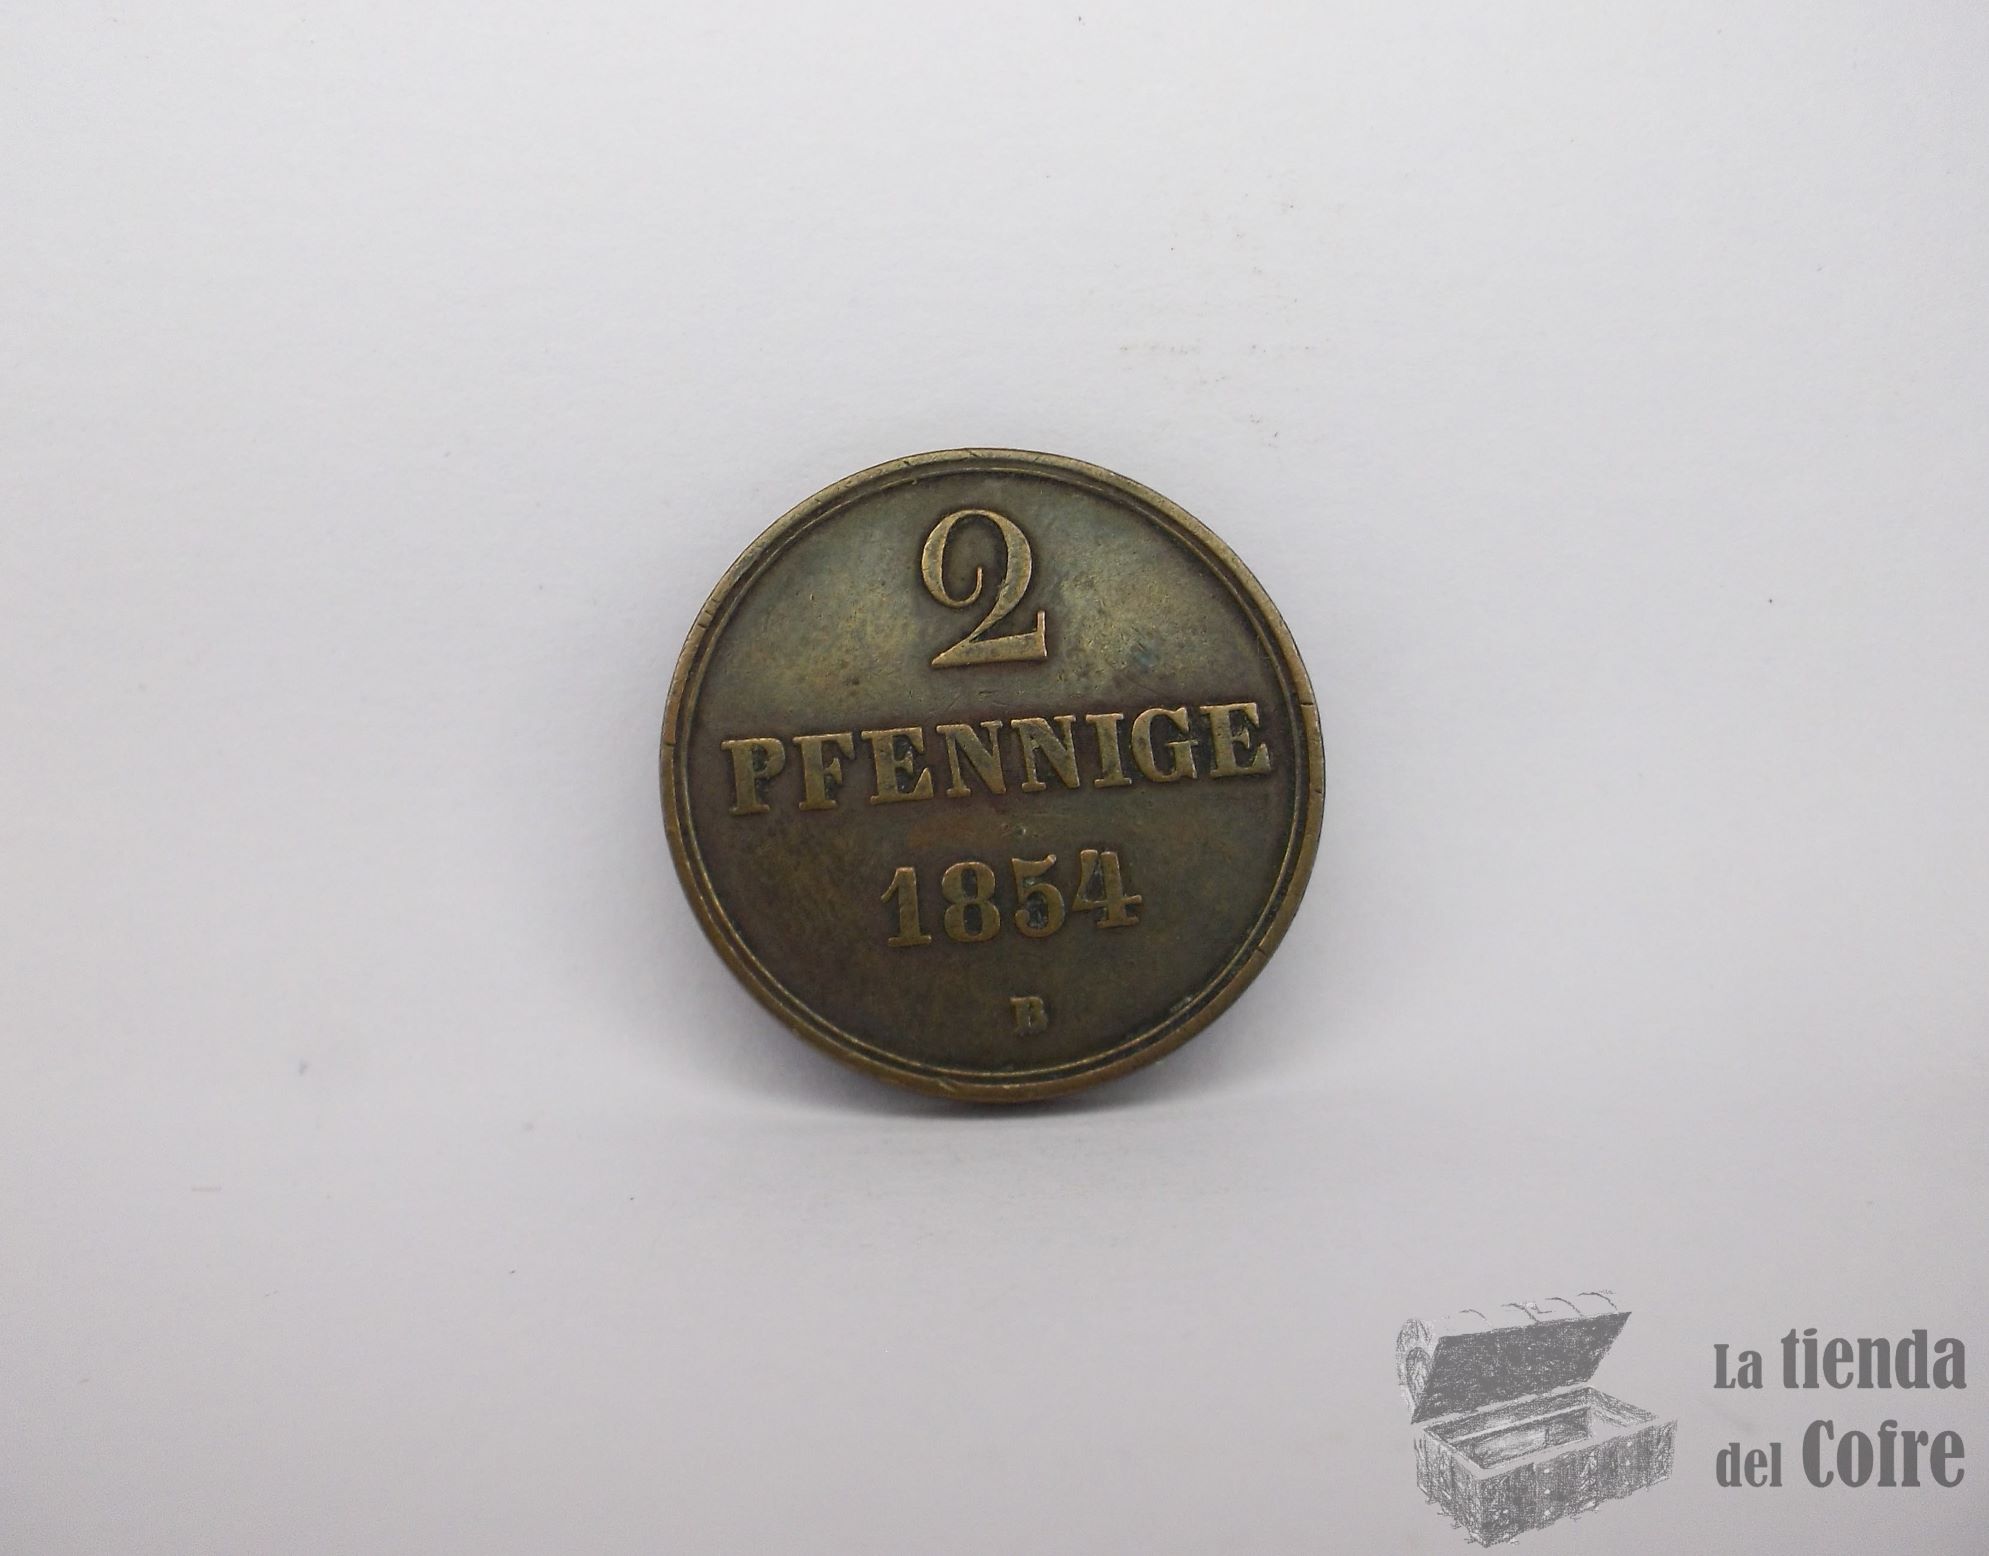 2
PFENNIGE
1854
B
La tienda
del Cofre